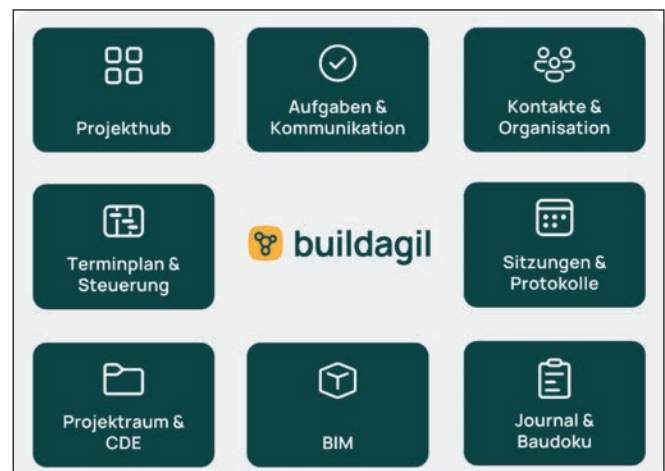 Projekthub
Aufgaben &
Kommunikation
Kontakte &
Organisation
Terminplan &
Steuerung
buildagil
Sitzungen &
Protokolle
Projektraum &
CDE
BIM
Journal &
Baudoku